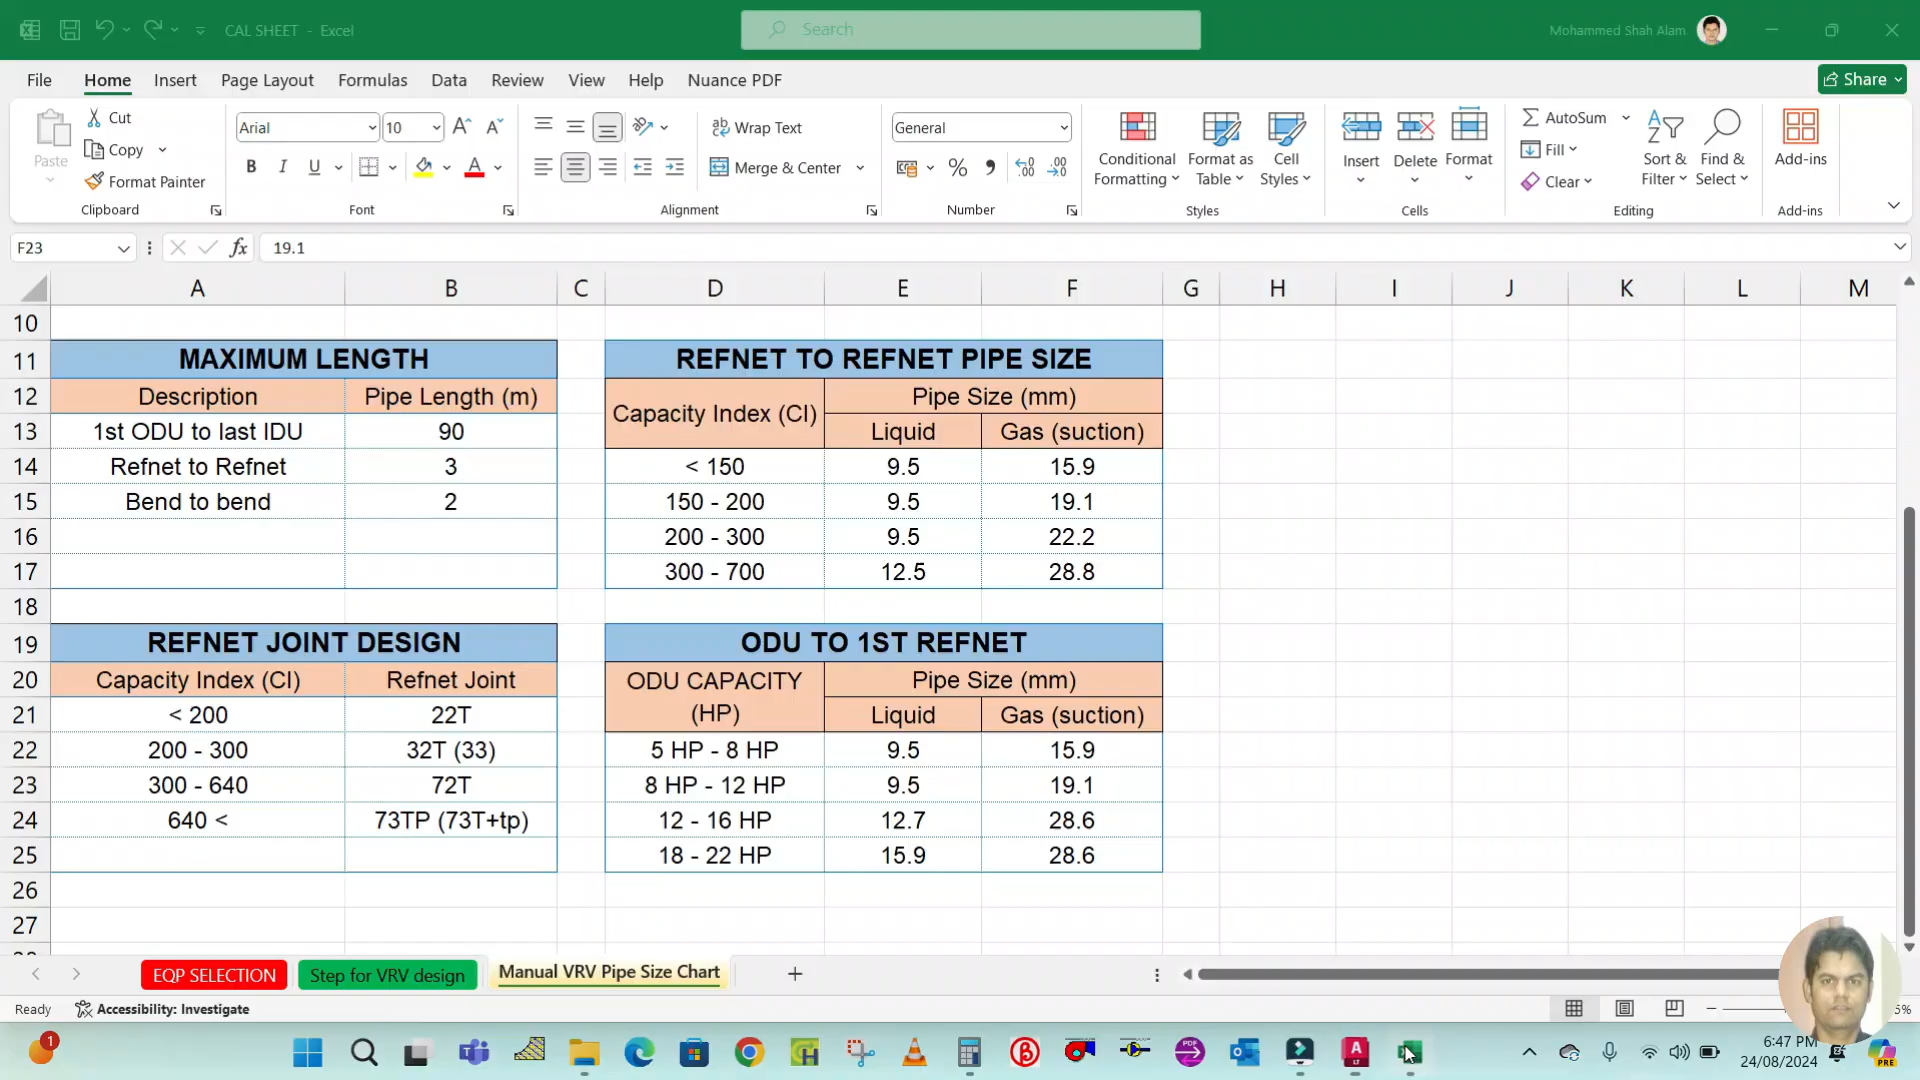 CAL SHEET - Excel
Search
Mohammed Shah Alam
File Home Insert Page Layout Formulas Data Review View Help Nuance PDF
Share
Paste
Cut
Copy
Format Painter
Clipboard
Arial 10
B I U
Font
Wrap Text
Merge & Center
Alignment
General
Number
Conditional Formatting
Format as Table
Cell Styles
Styles
Insert
Delete
Format
Cells
AutoSum
Fill
Clear
Sort & Filter
Find & Select
Editing
Add-ins
Add-ins
F23 fx 19.1
A B C D E F G H I J K L M
10
11 MAXIMUM LENGTH REFNET TO REFNET PIPE SIZE
12 Description Pipe Length (m) Capacity Index (CI) Pipe Size (mm)
13 1st ODU to last IDU 90 Liquid Gas (suction)
14 Refnet to Refnet 3 < 150 9.5 15.9
15 Bend to bend 2 150 - 200 9.5 19.1
16 200 - 300 9.5 22.2
17 300 - 700 12.5 28.8
18
19 REFNET JOINT DESIGN ODU TO 1ST REFNET
20 Capacity Index (CI) Refnet Joint ODU CAPACITY (HP) Pipe Size (mm)
21 < 200 22T Liquid Gas (suction)
22 200 - 300 32T (33) 5 HP - 8 HP 9.5 15.9
23 300 - 640 72T 8 HP - 12 HP 9.5 19.1
24 640 < 73TP (73T+tp) 12 - 16 HP 12.7 28.6
25 18 - 22 HP 15.9 28.6
26
27
EQP SELECTION Step for VRV design Manual VRV Pipe Size Chart
Ready Accessibility: Investigate
1
6:47 PM
24/08/2024